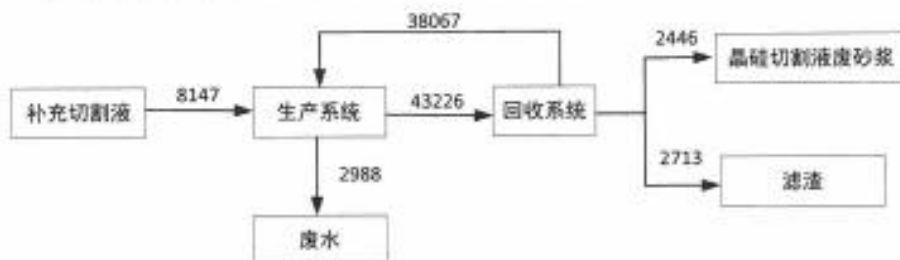 38067
2446
晶硅切割液废砂浆
补充切割液
8147
生产系统
43226
回收系统
2713
滤渣
2988
废水